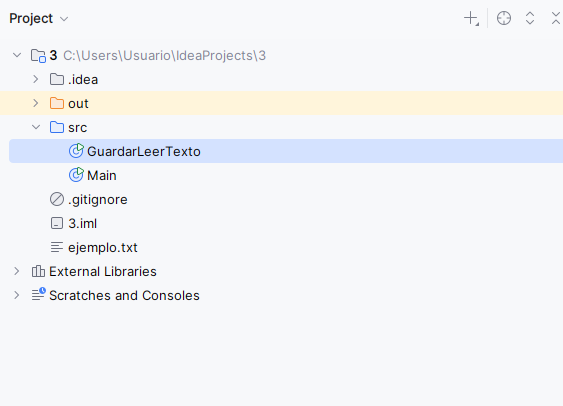 Project
3 C:\Users\Usuario\IdeaProjects\3
.idea
out
src
GuardarLeerTexto
Main
.gitignore
3.iml
ejemplo.txt
External Libraries
Scratches and Consoles